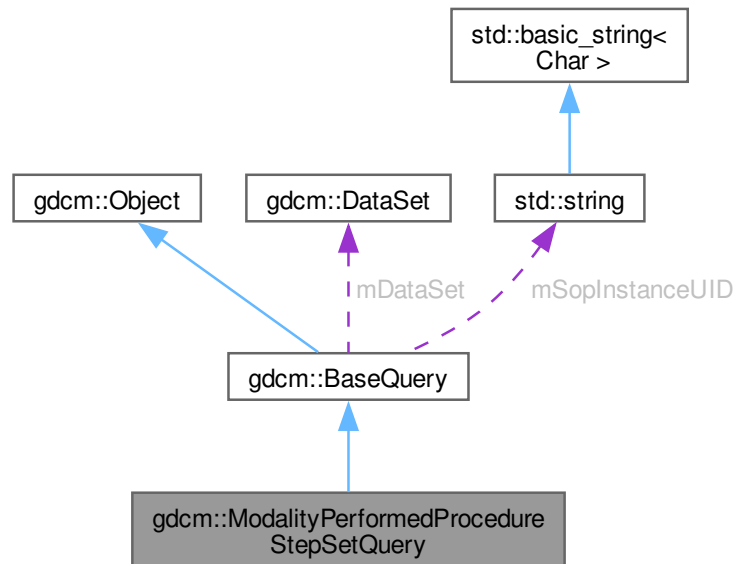 std::basic_string<
Char >
gdcm::Object
gdcm::DataSet
std::string
mDataSet
mSopInstanceUID
gdcm::BaseQuery
gdcm::ModalityPerformedProcedure
StepSetQuery